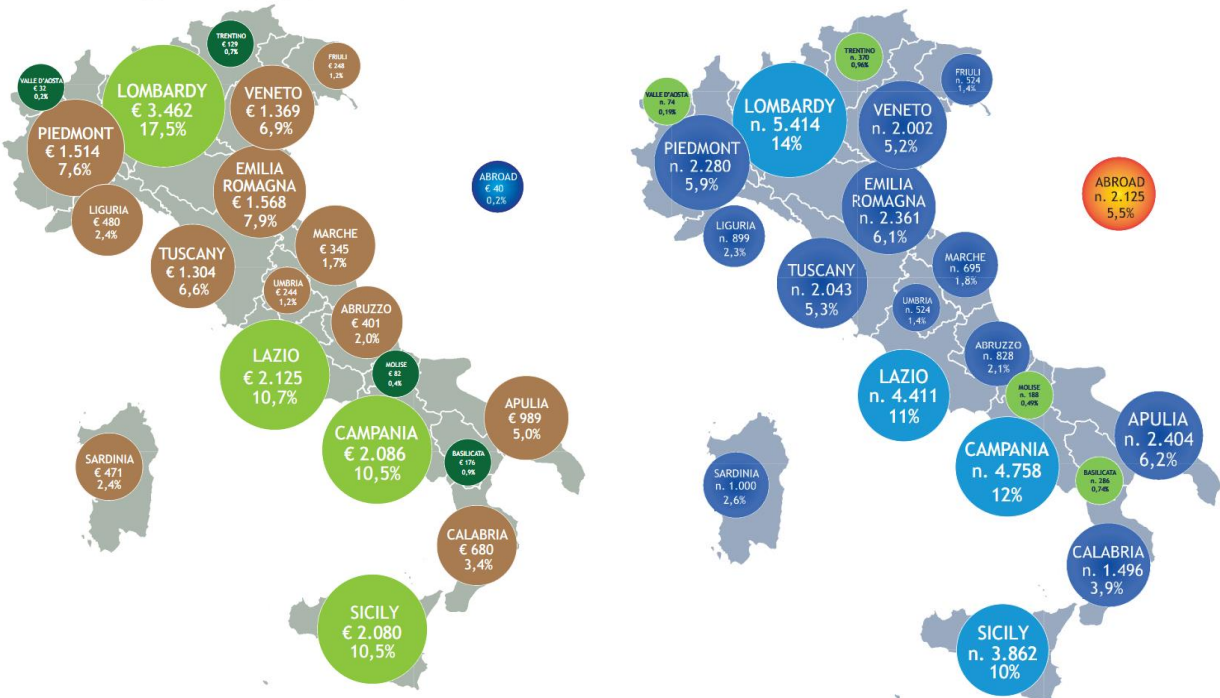 TRENTINO
€ 129
0,7%
FRIULI
€ 248
1,2%
VALLE D'AOSTA
€ 32
0,2%
LOMBARDY
€ 3.462
17,5%
VENETO
€ 1.369
6,9%
PIEDMONT
€ 1.514
7,6%
EMILIA
ROMAGNA
€ 1.568
7,9%
ABROAD
€ 40
0,2%
LIGURIA
€ 480
2,4%
MARCHE
€ 345
1,7%
TUSCANY
€ 1.304
6,6%
UMBRIA
€ 244
1,2%
ABRUZZO
€ 401
2,0%
LAZIO
€ 2.125
10,7%
MOLISE
€ 82
0,4%
APULIA
€ 989
5,0%
CAMPANIA
€ 2.086
10,5%
BASILICATA
€ 176
0,9%
SARDINIA
€ 471
2,4%
CALABRIA
€ 680
3,4%
SICILY
€ 2.080
10,5%
TRENTINO
n. 370
0,96%
FRIULI
n. 524
1,4%
VALLE D'AOSTA
n. 74
0,19%
LOMBARDY
n. 5.414
14%
VENETO
n. 2.002
5,2%
PIEDMONT
n. 2.280
5,9%
EMILIA
ROMAGNA
n. 2.361
6,1%
ABROAD
n. 2.125
5,5%
LIGURIA
n. 899
2,3%
MARCHE
n. 695
1,8%
TUSCANY
n. 2.043
5,3%
UMBRIA
n. 524
1,4%
ABRUZZO
n. 828
2,1%
LAZIO
n. 4.411
11%
MOLISE
n. 188
0,49%
APULIA
n. 2.404
6,2%
CAMPANIA
n. 4.758
12%
BASILICATA
n. 286
0,74%
SARDINIA
n. 1.000
2,6%
CALABRIA
n. 1.496
3,9%
SICILY
n. 3.862
10%